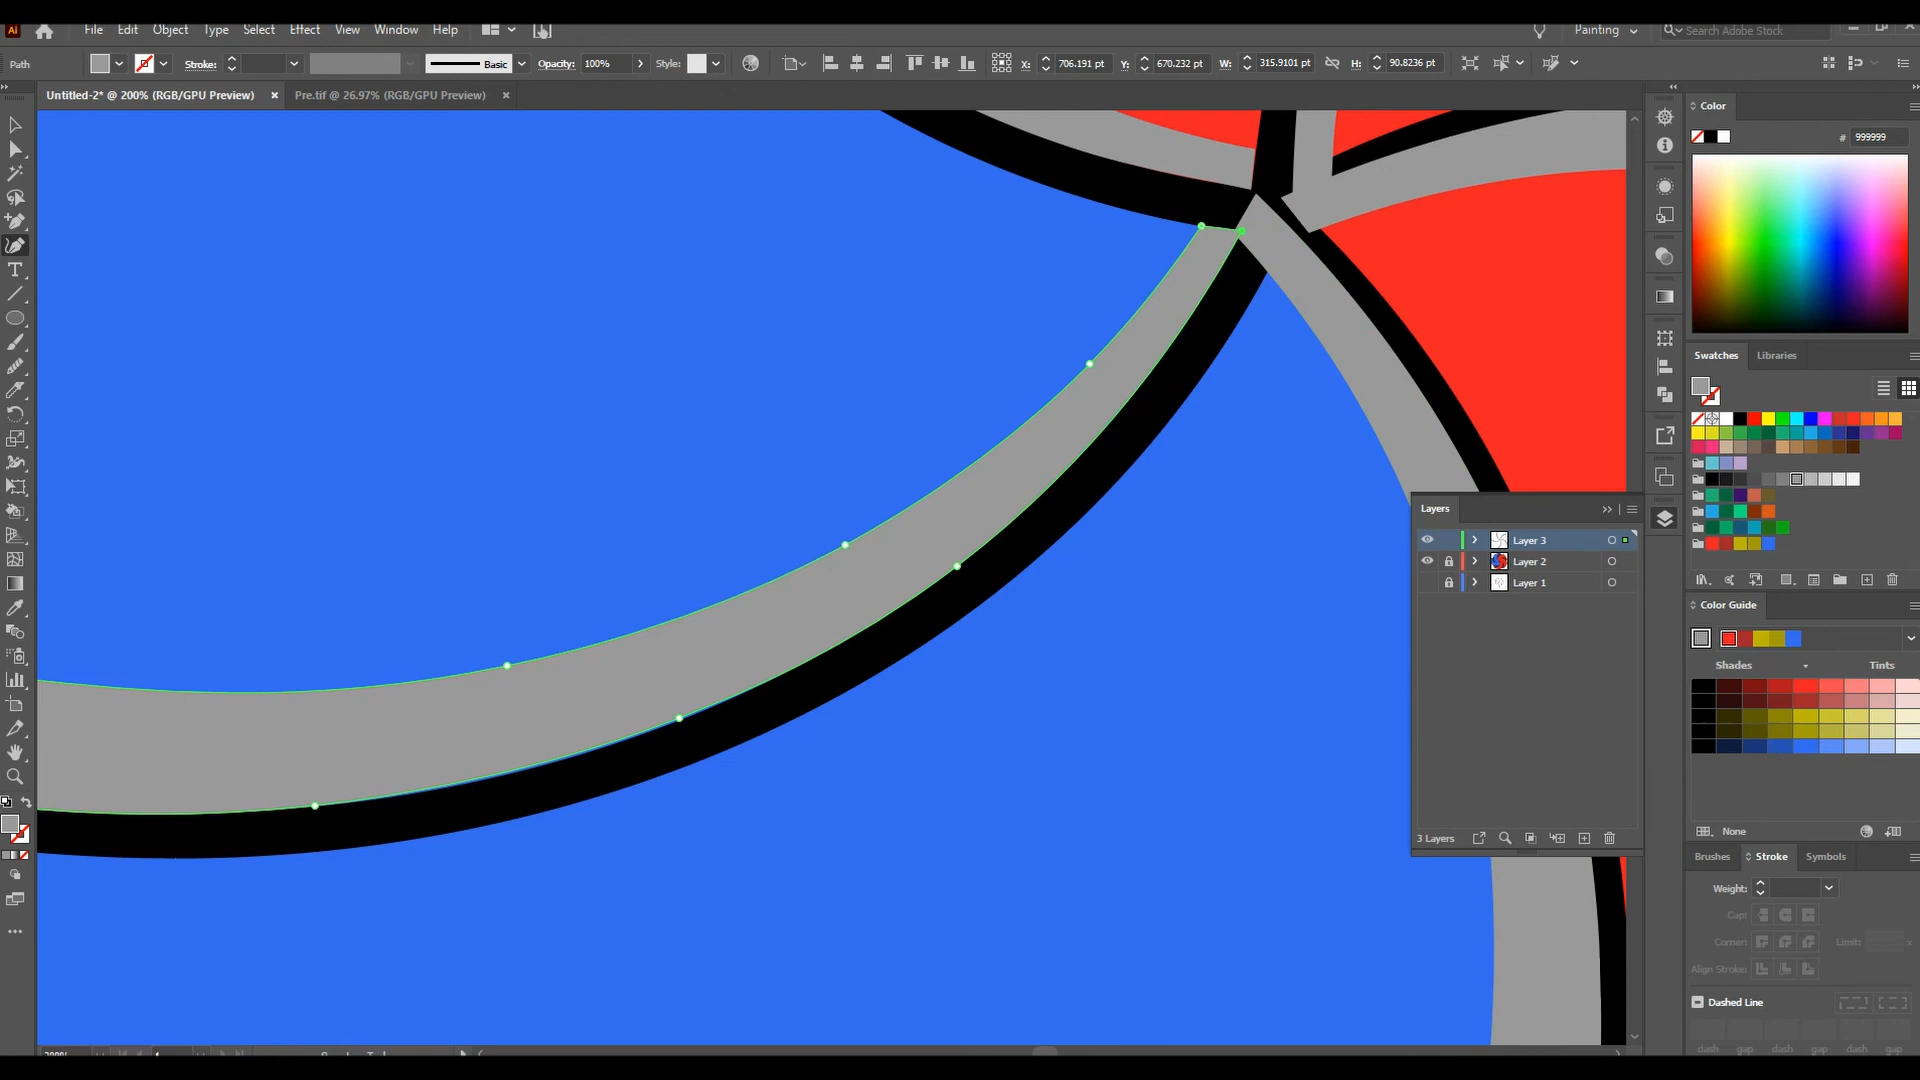 Ai File Edit Object Type Select Effect View Window Help Painting Search Adobe Stock
Path Stroke: Basic Opacity: 100% Style: X: 706.191 pt Y: 670.232 pt W: 315.9101 pt H: 90.8236 pt
Untitled-2* @ 200% (RGB/GPU Preview) × Pre.tif @ 26.97% (RGB/GPU Preview) ×
Color
# 999999
Swatches Libraries
Layers
Layer 3
Layer 2
Layer 1
3 Layers
Color Guide
Shades Tints
None
Brushes Stroke Symbols
Weight:
Cap:
Corner: Limit: x
Align Stroke:
Dashed Line
dash gap dash gap dash gap